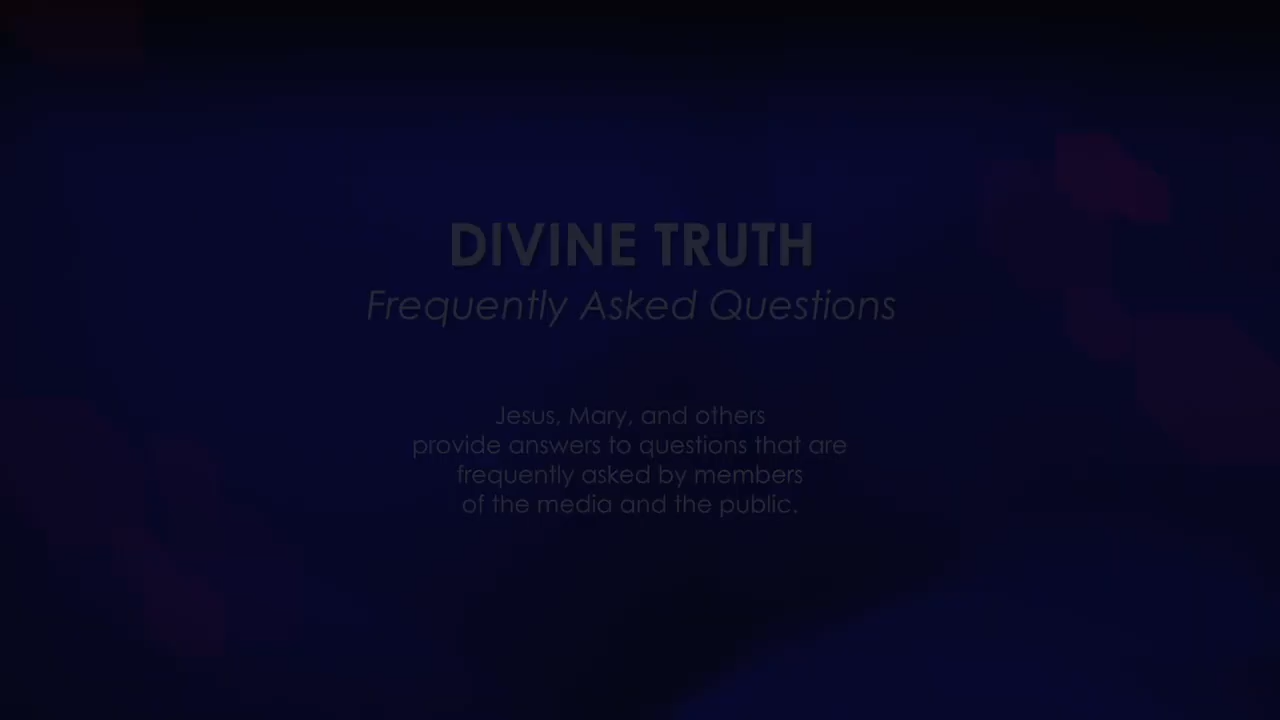 DIVINE TRUTH
Frequently Asked Questions
Jesus, Mary, and others
provide answers to questions that are
frequently asked by members
of the media and the public.